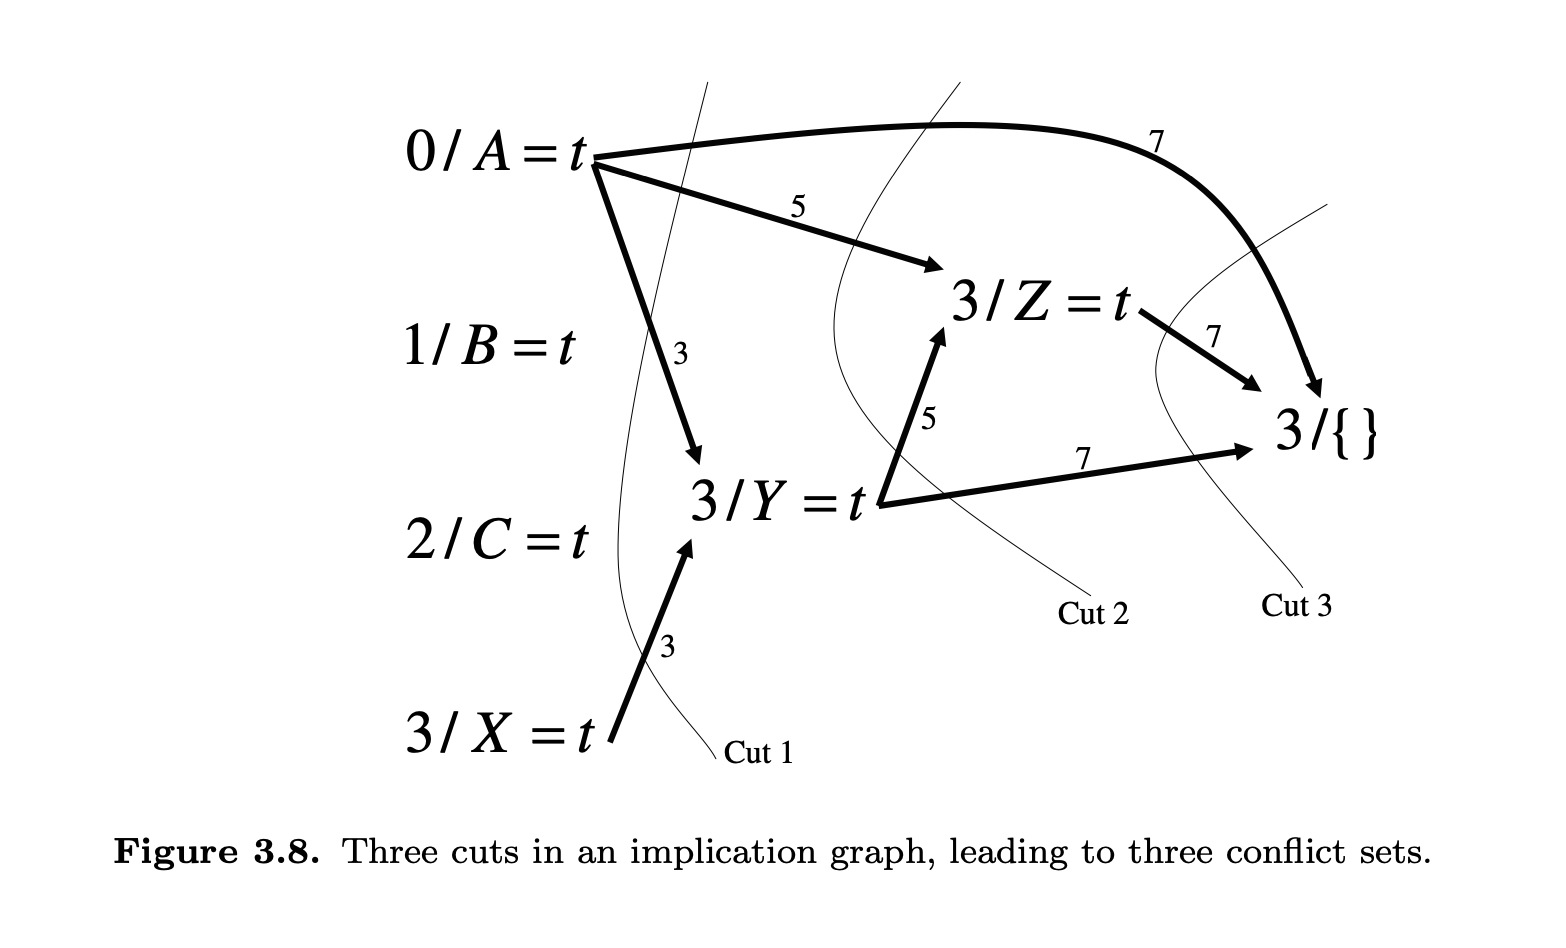 7
0/ A = t
5
3/Z = t
7
1/ B = t
3
5
3/{ }
7
3/Y = t
2/ C = t
Cut 2
Cut 3
3
3/ X = t
Cut 1
Figure 3.8. Three cuts in an implication graph, leading to three conflict sets.